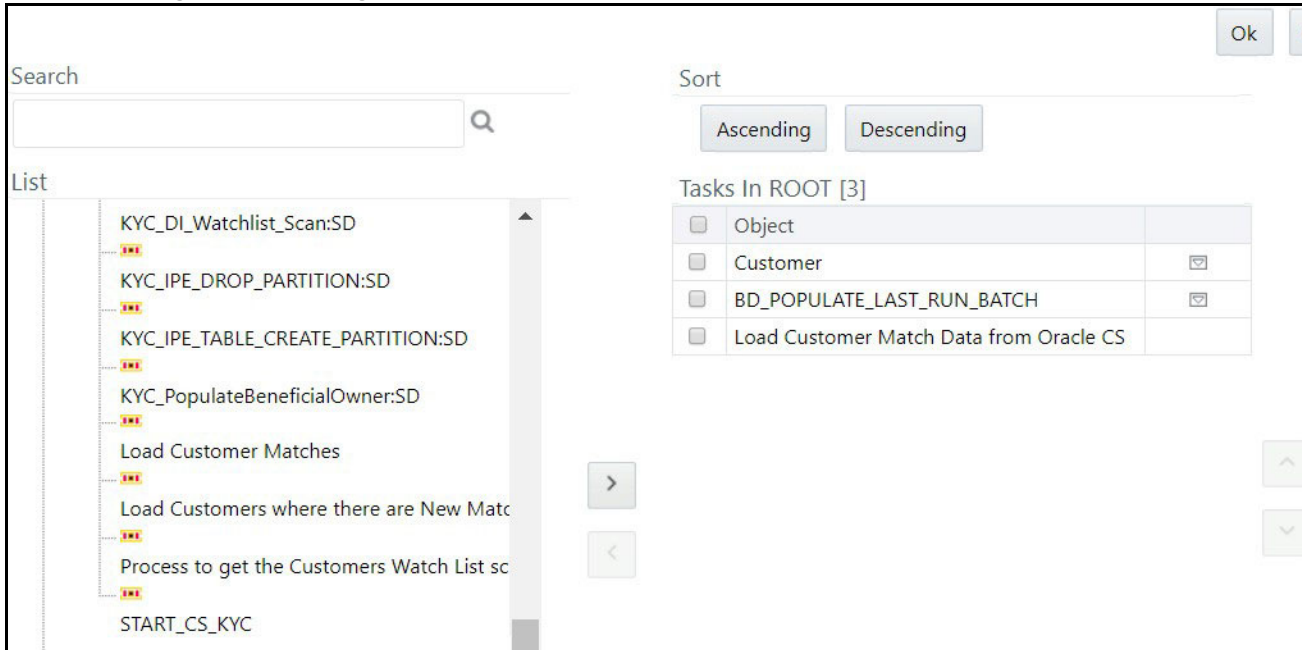 Ok
Search
Sort
Ascending Descending
List
Tasks In ROOT [3]
KYC_DI_Watchlist_Scan:SD
Object
KYC_IPE_DROP_PARTITION:SD
Customer
BD_POPULATE_LAST_RUN_BATCH
KYC_IPE_TABLE_CREATE_PARTITION:SD
Load Customer Match Data from Oracle CS
KYC_PopulateBeneficialOwner:SD
Load Customer Matches
Load Customers where there are New Matc
Process to get the Customers Watch List sc
START_CS_KYC